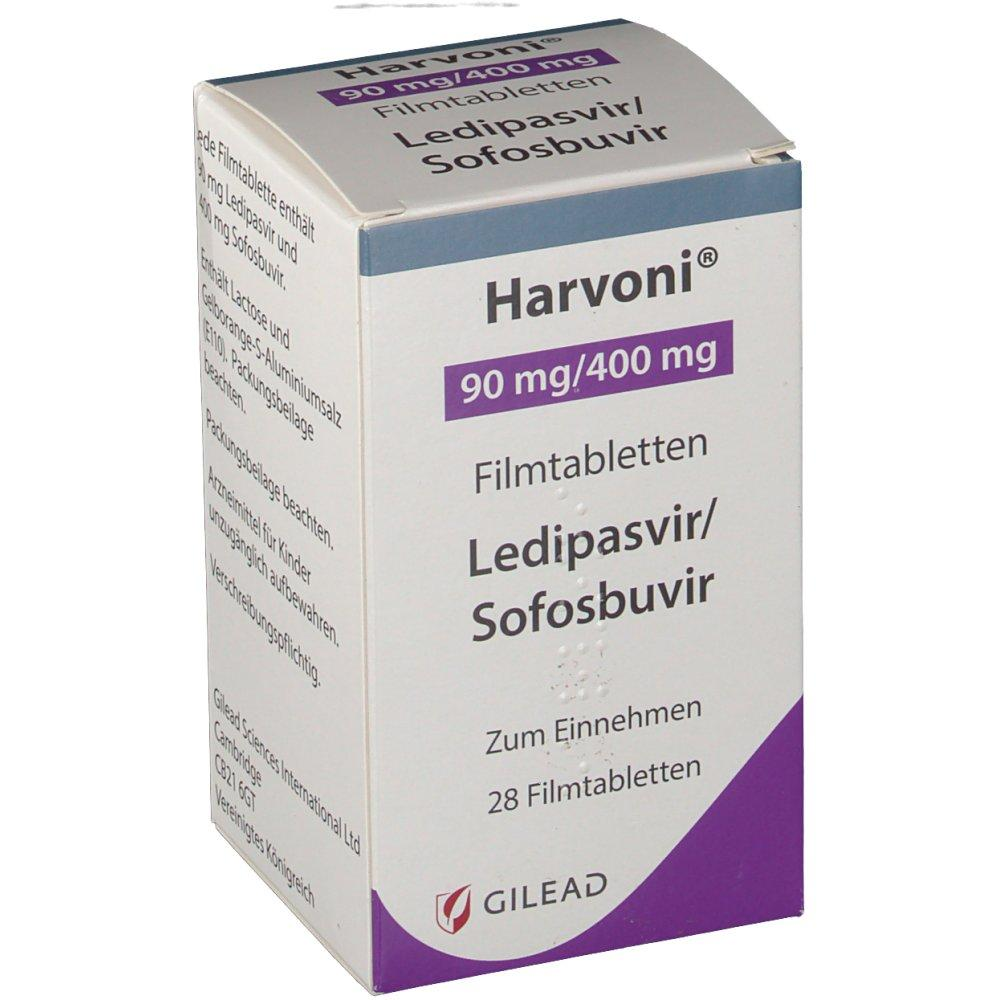 Harvoni®
90 mg/400 mg
Filmtabletten
Ledipasvir/
Sofosbuvir
Jede Filmtablette enthält
90 mg Ledipasvir und
400 mg Sofosbuvir.
Enthält Lactose und
Gelborange-S-Aluminiumsalz
(E110). Packungsbeilage
beachten.
Packungsbeilage beachten.
Arzneimittel für Kinder
unzugänglich aufbewahren.
Verschreibungspflichtig.
Gilead Sciences International Ltd
Cambridge
CB21 6GT
Vereinigtes Königreich
Harvoni®
90 mg/400 mg
Filmtabletten
Ledipasvir/
Sofosbuvir
Zum Einnehmen
28 Filmtabletten
GILEAD